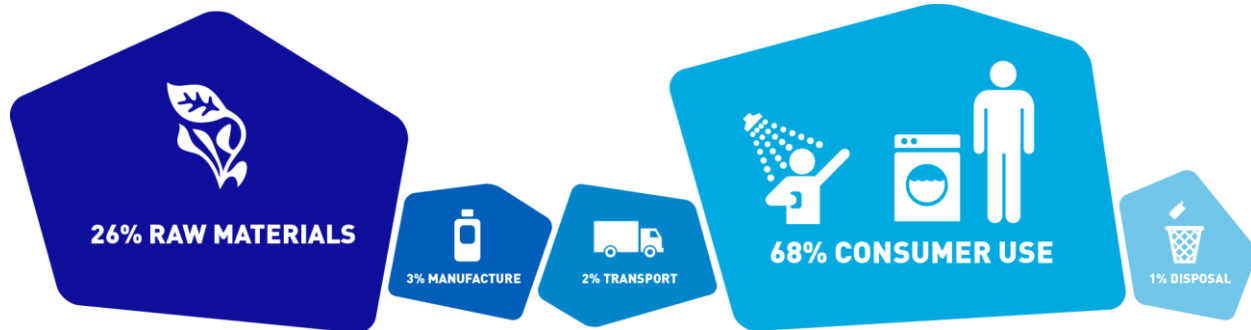 26% RAW MATERIALS
3% MANUFACTURE
2% TRANSPORT
68% CONSUMER USE
1% DISPOSAL